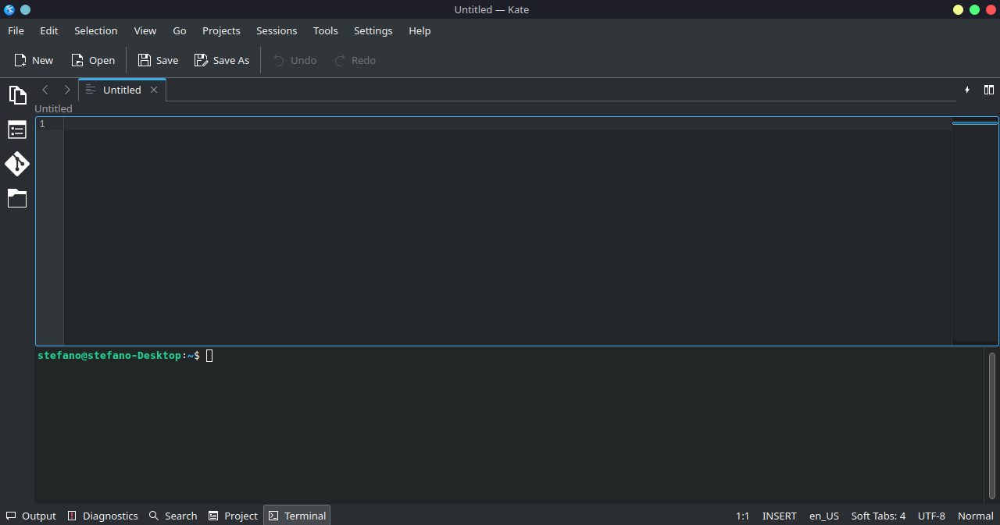 Untitled — Kate
File Edit Selection View Go Projects Sessions Tools Settings Help
New Open Save Save As Undo Redo
Untitled
Untitled
1
stefano@stefano-Desktop:~$
Output Diagnostics Search Project Terminal 1:1 INSERT en_US Soft Tabs: 4 UTF-8 Normal